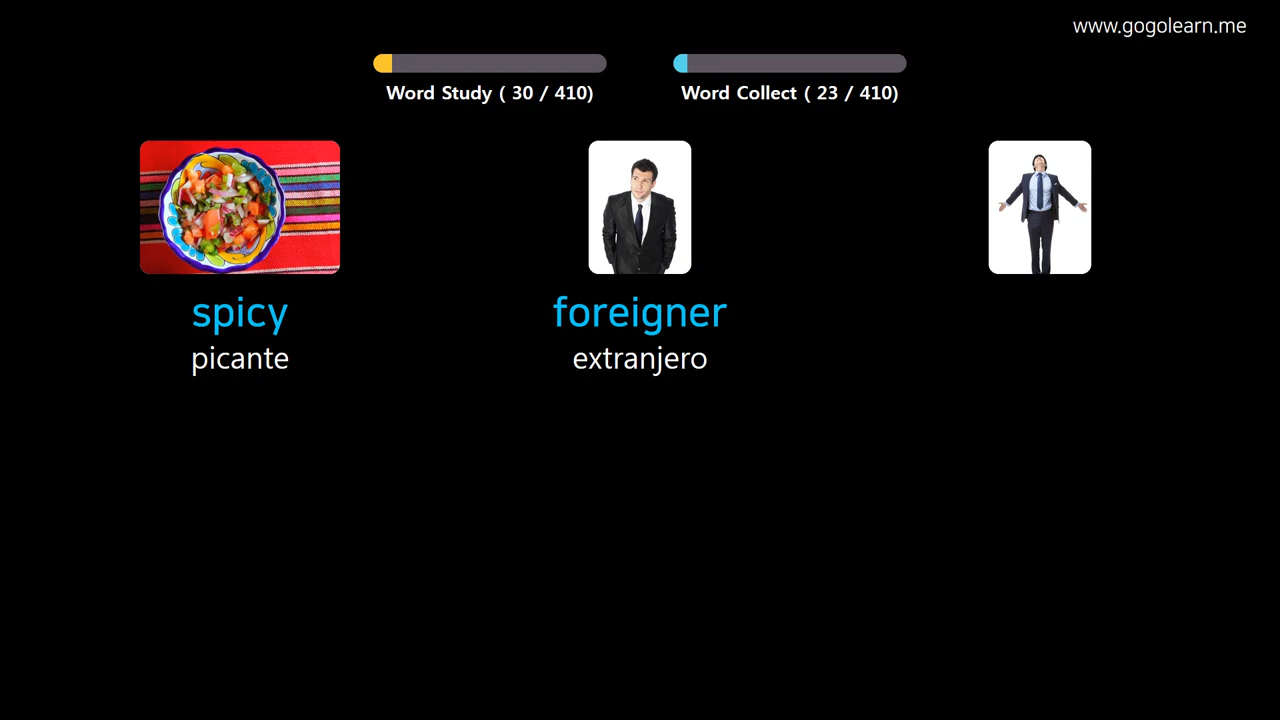 www.gogolearn.me
Word Study ( 30 / 410)
Word Collect ( 23 / 410)
spicy
picante
foreigner
extranjero